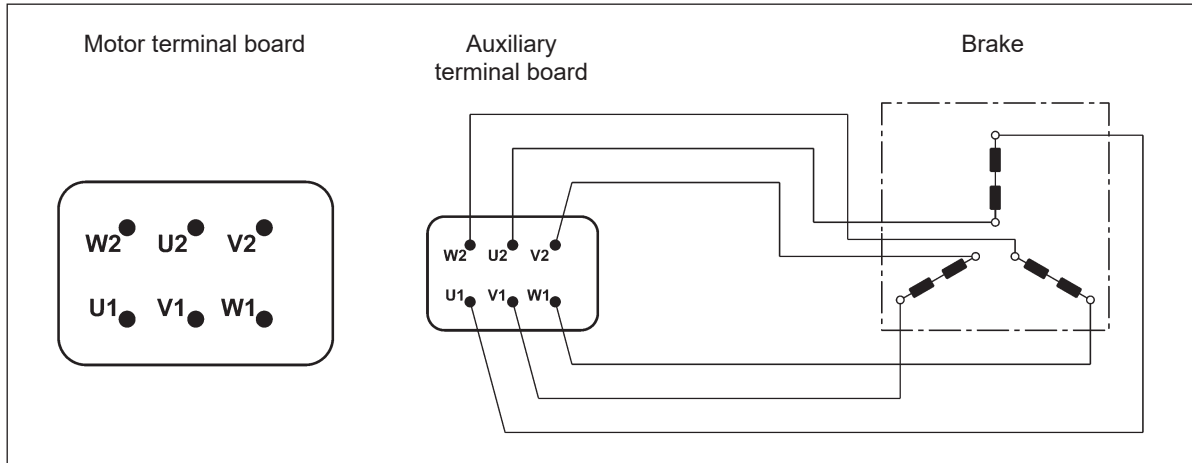 Motor terminal board
Auxiliary
terminal board
Brake
W2 U2 V2
U1 V1 W1
W2 U2 V2
U1 V1 W1